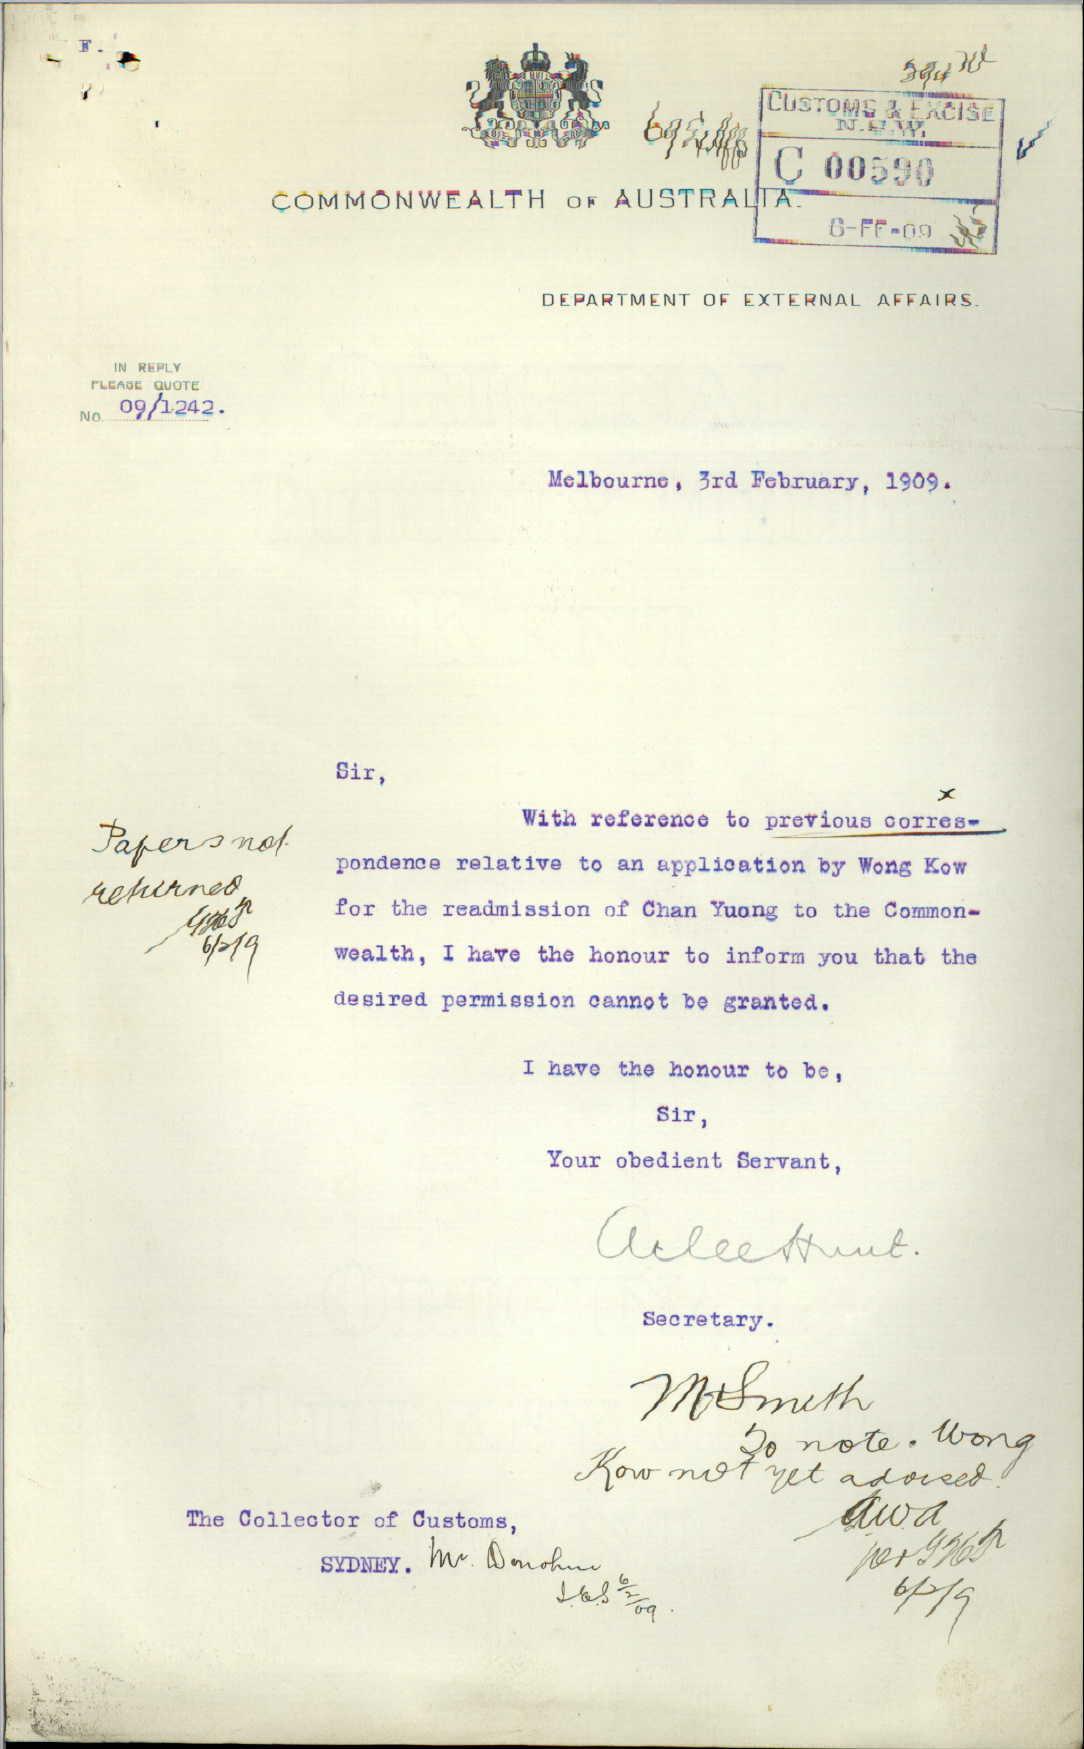 F.
CUSTOMS & EXCISE
N.S.W.
C 00590
COMMONWEALTH OF AUSTRALIA.
DEPARTMENT OF EXTERNAL AFFAIRS.
IN REPLY
PLEASE QUOTE
No. 09/1242.
Melbourne, 3rd February, 1909.
Sir,
x
With reference to previous corres-
pondence relative to an application by Wong Kow
for the readmission of Chan Yuong to the Common-
wealth, I have the honour to inform you that the
desired permission cannot be granted.
Papers not
returned
6/2/9
I have the honour to be,
Sir,
Your obedient Servant,
Atlee Hunt.
Secretary.
Mr Smith
To note. Wong
Kow not yet advised.
AWA
per
6/2/9
The Collector of Customs,
SYDNEY. Mr. Donohue
6/2/09.